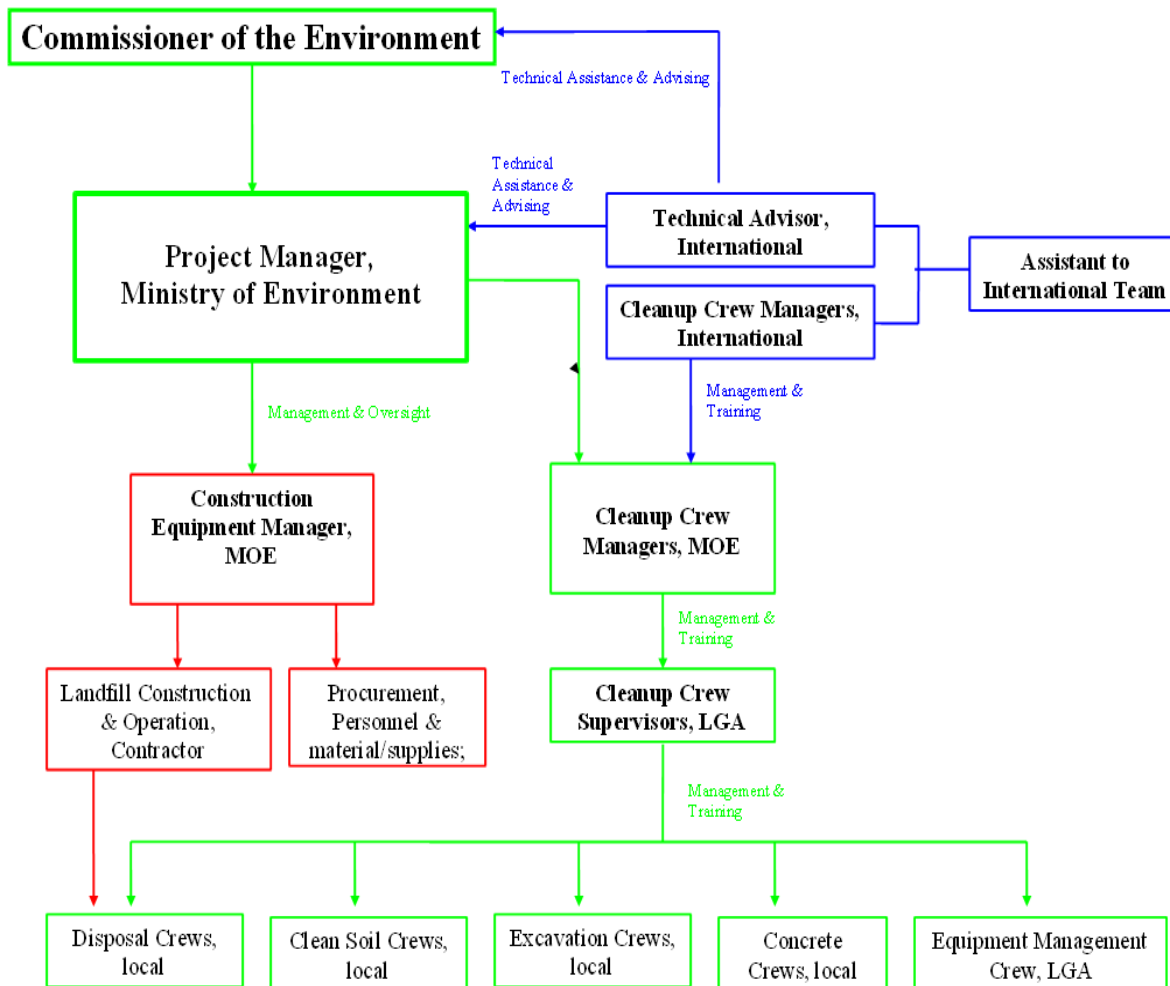 Commissioner of the Environment
Technical Assistance & Advising
Technical
Assistance &
Advising
Project Manager,
Ministry of Environment
Technical Advisor,
International
Assistant to
International Team
Cleanup Crew Managers,
International
Management & Oversight
Management &
Training
Construction
Equipment Manager,
MOE
Cleanup Crew
Managers, MOE
Management &
Training
Landfill Construction
& Operation,
Contractor
Procurement,
Personnel &
material/supplies;
Cleanup Crew
Supervisors, LGA
Management &
Training
Disposal Crews,
local
Clean Soil Crews,
local
Excavation Crews,
local
Concrete
Crews, local
Equipment Management
Crew, LGA